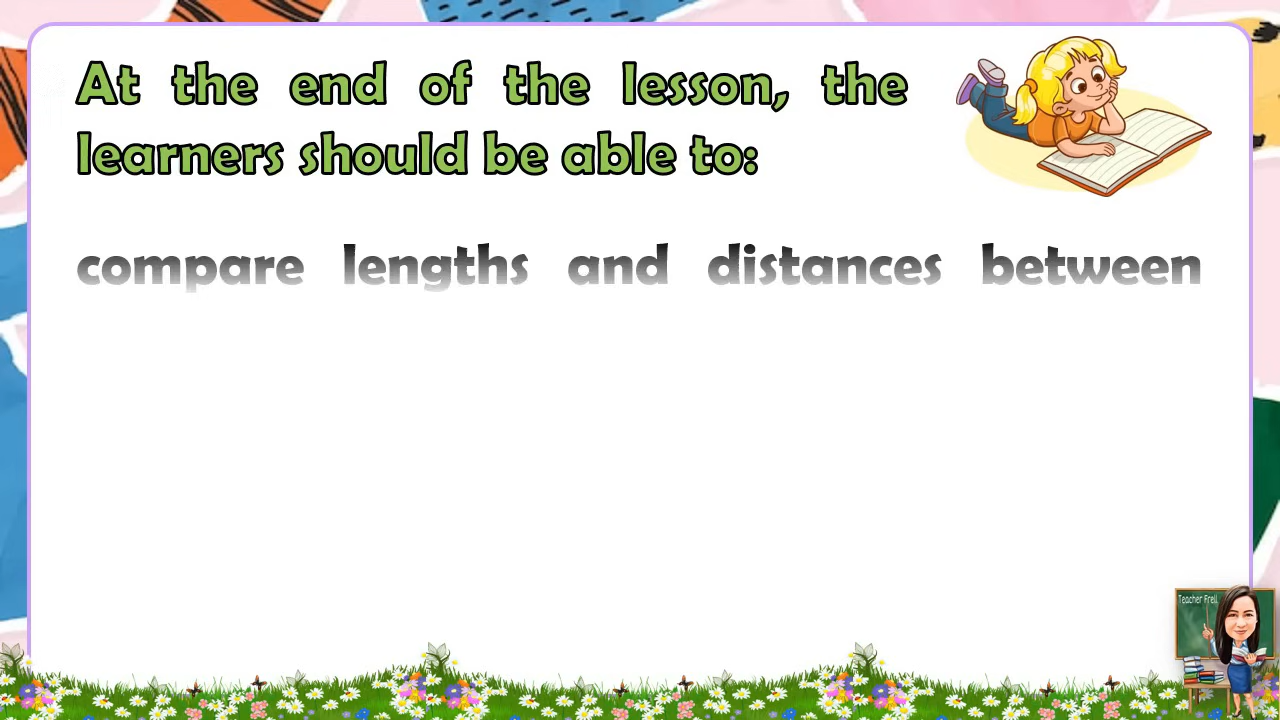 At the end of the lesson, the
learners should be able to:
compare lengths and distances between
Teacher Frell